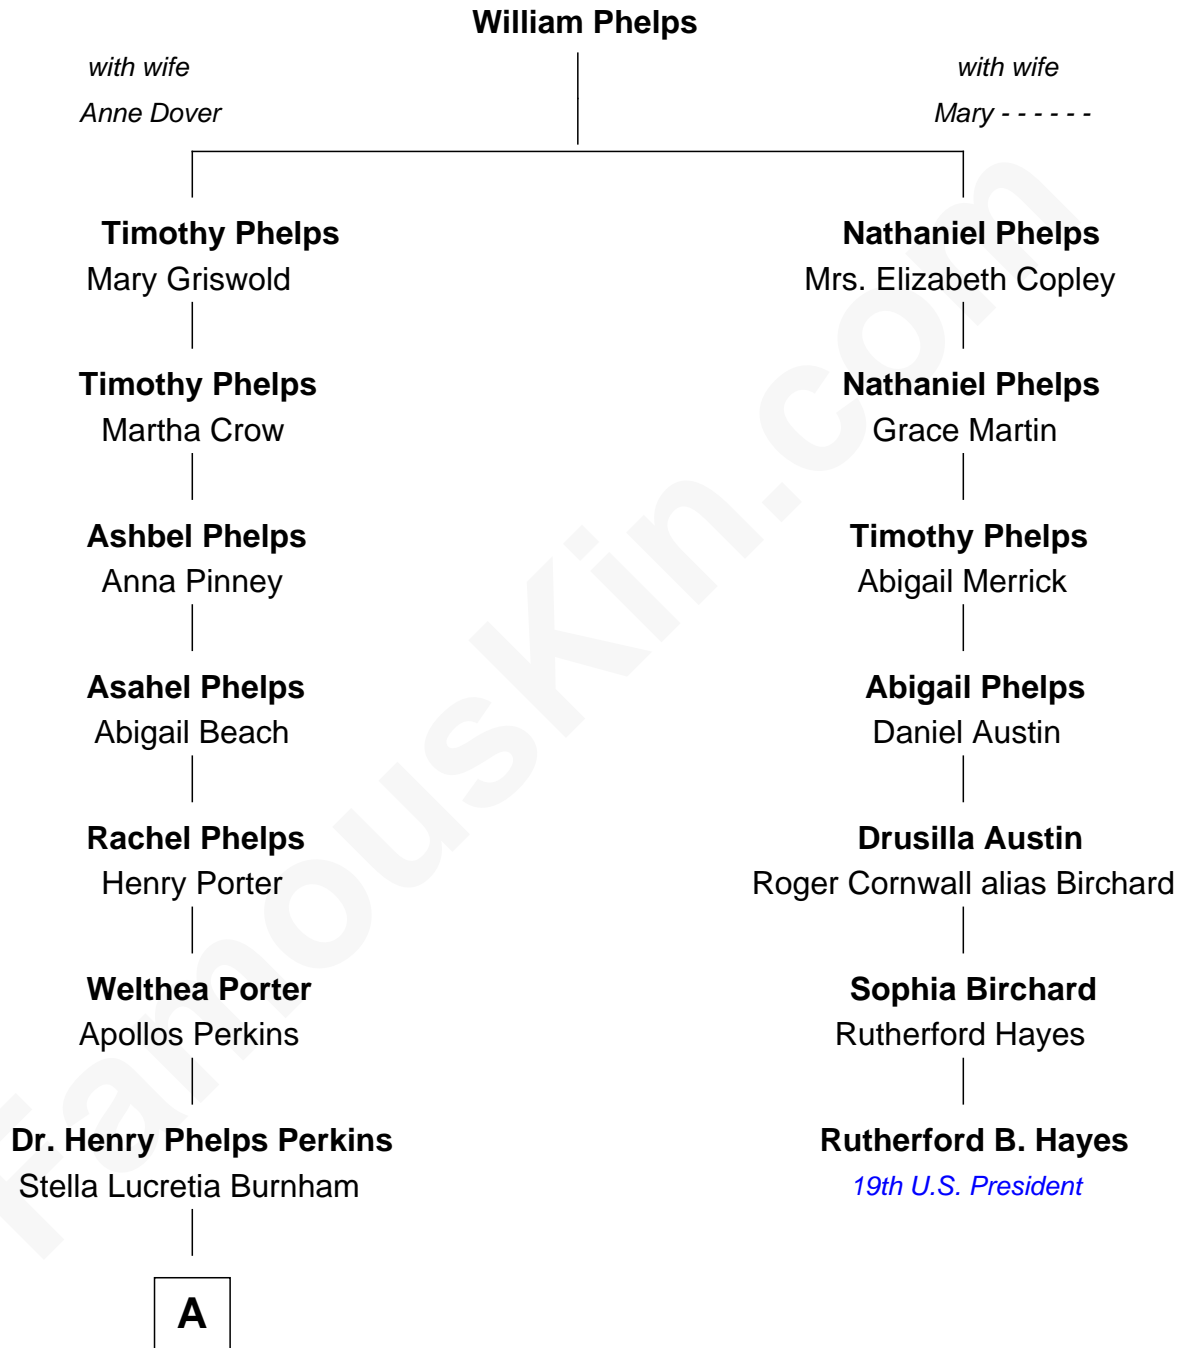 William Phelps
with wife
Anne Dover
with wife
Mary - - - - - -
Timothy Phelps
Mary Griswold
Nathaniel Phelps
Mrs. Elizabeth Copley
Timothy Phelps
Martha Crow
Nathaniel Phelps
Grace Martin
Ashbel Phelps
Anna Pinney
Timothy Phelps
Abigail Merrick
Asahel Phelps
Abigail Beach
Abigail Phelps
Daniel Austin
Rachel Phelps
Henry Porter
Drusilla Austin
Roger Cornwall alias Birchard
Welthea Porter
Apollos Perkins
Sophia Birchard
Rutherford Hayes
Dr. Henry Phelps Perkins
Stella Lucretia Burnham
Rutherford B. Hayes
19th U.S. President
A
FamousKin.com